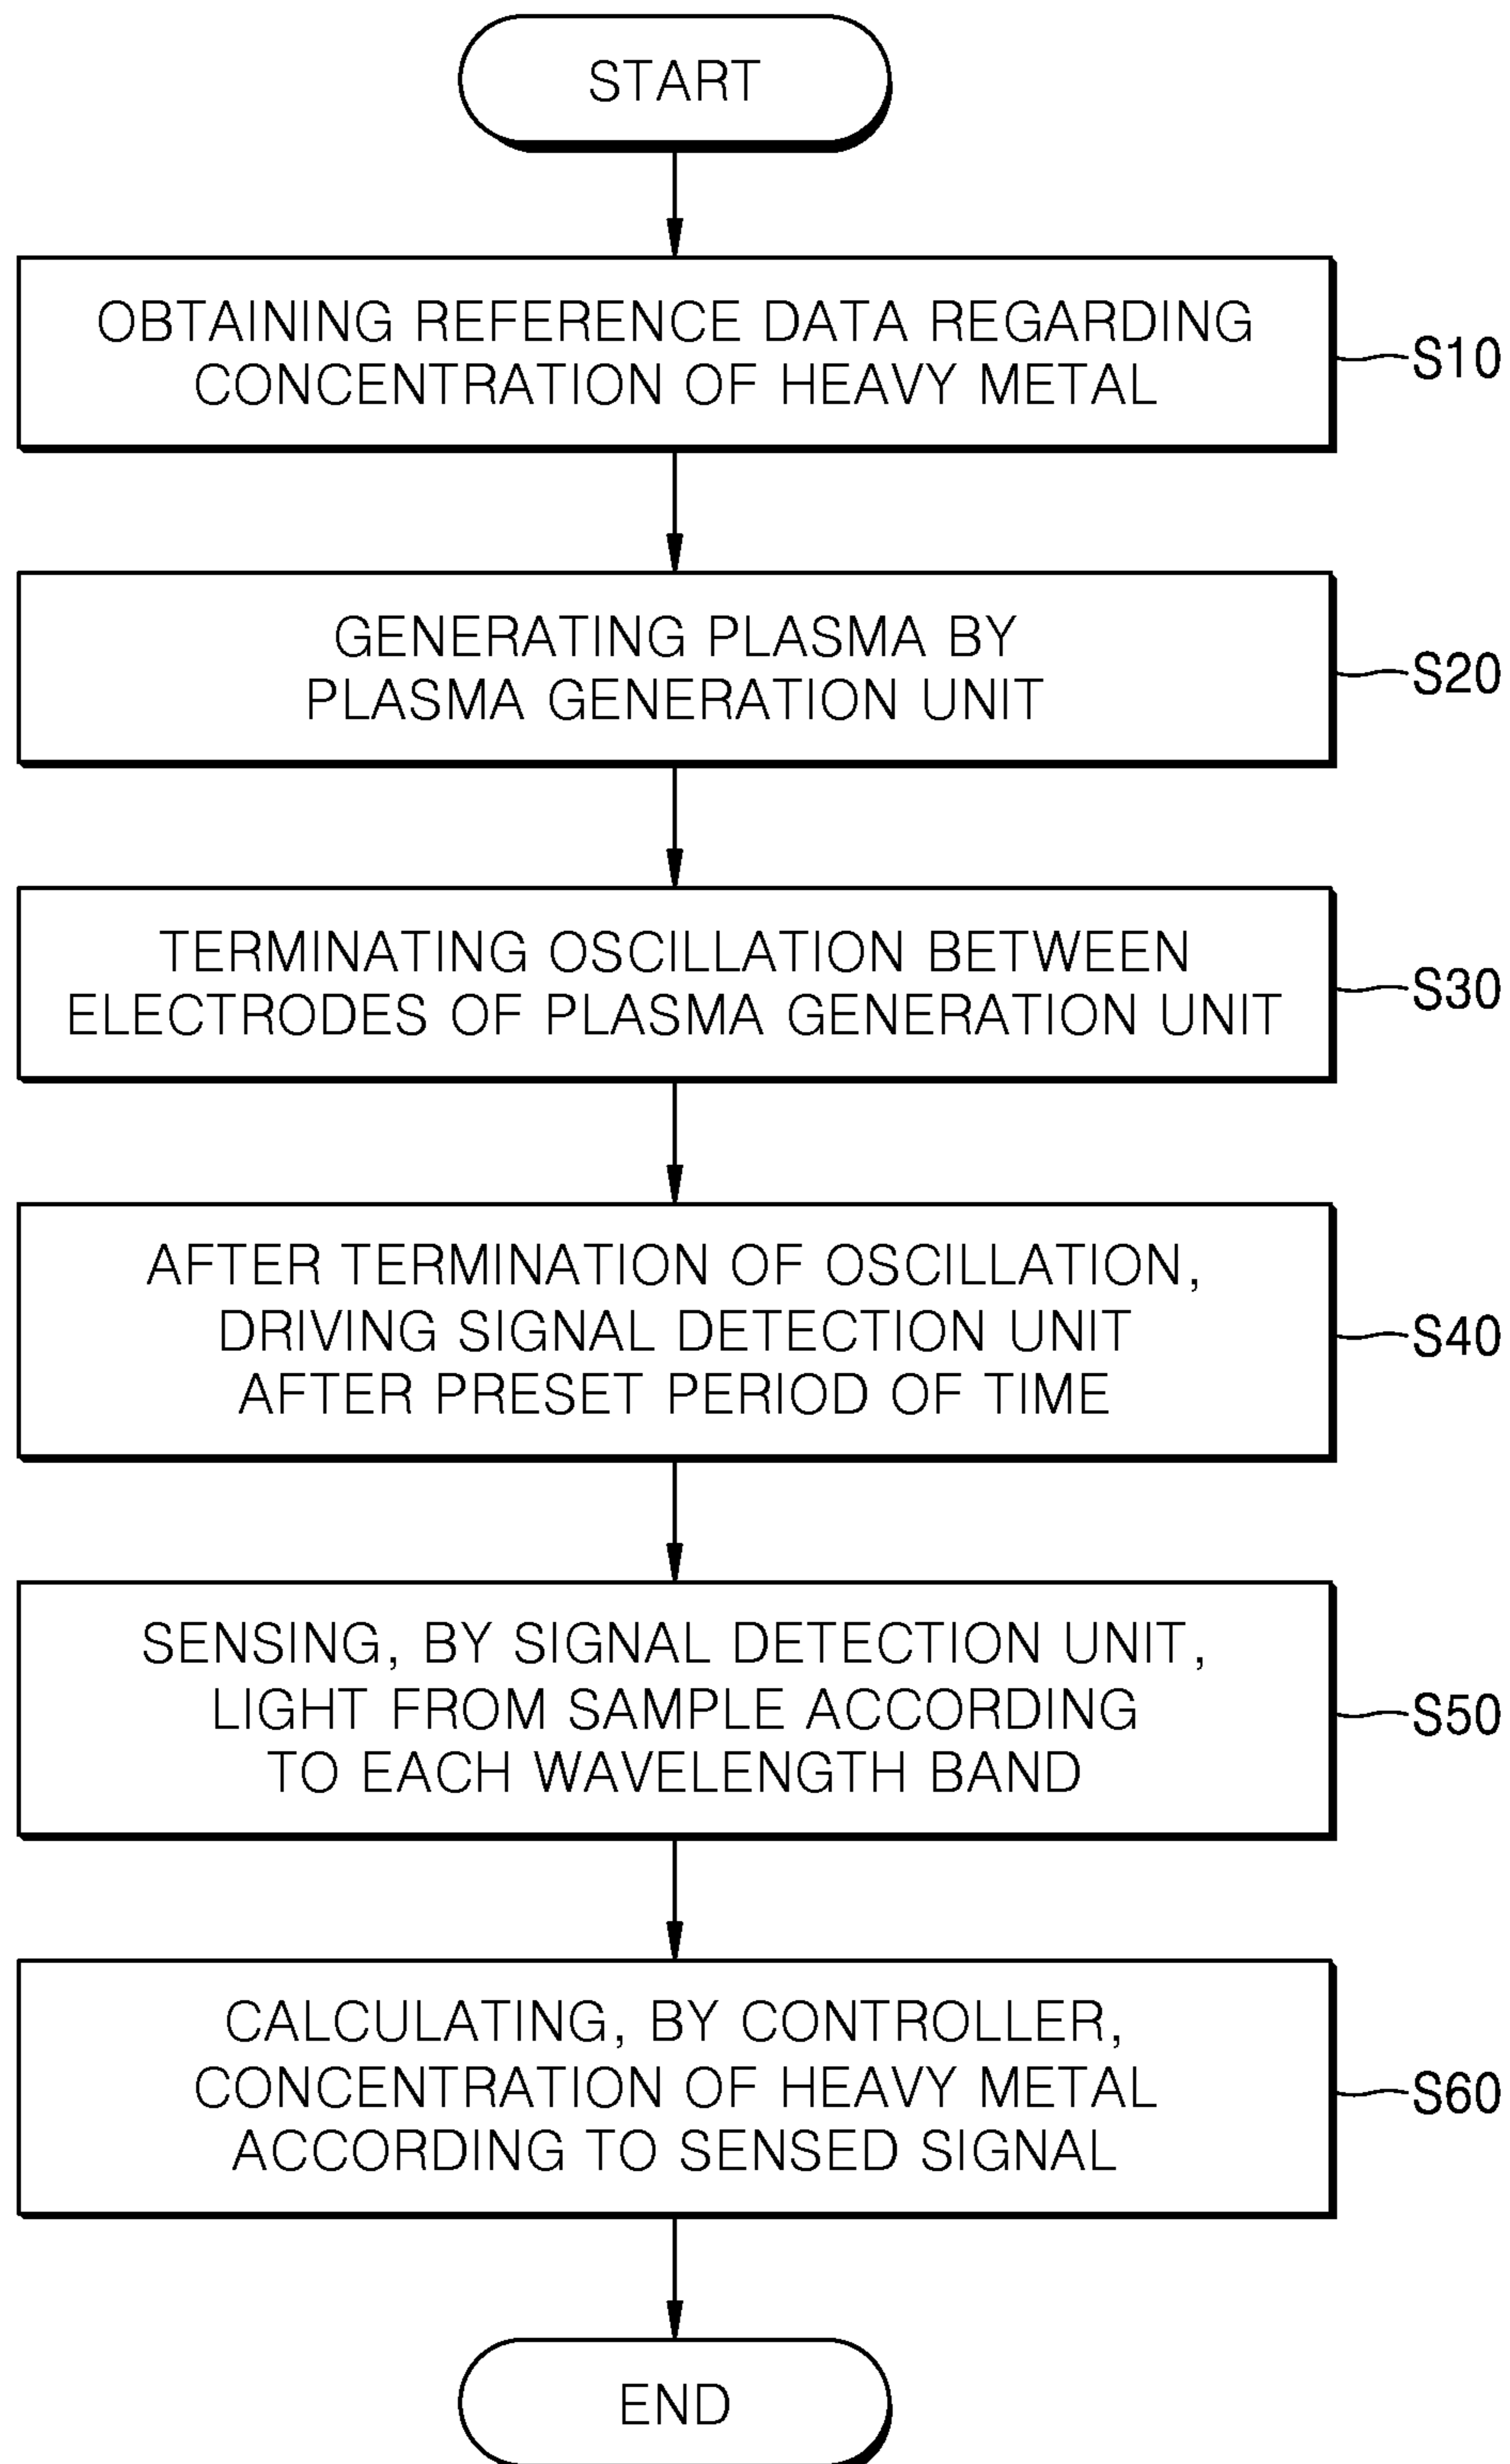 START
OBTAINING REFERENCE DATA REGARDING
CONCENTRATION OF HEAVY METAL
S10
GENERATING PLASMA BY
PLASMA GENERATION UNIT
S20
TERMINATING OSCILLATION BETWEEN
ELECTRODES OF PLASMA GENERATION UNIT
S30
AFTER TERMINATION OF OSCILLATION,
DRIVING SIGNAL DETECTION UNIT
AFTER PRESET PERIOD OF TIME
S40
SENSING, BY SIGNAL DETECTION UNIT,
LIGHT FROM SAMPLE ACCORDING
TO EACH WAVELENGTH BAND
S50
CALCULATING, BY CONTROLLER,
CONCENTRATION OF HEAVY METAL
ACCORDING TO SENSED SIGNAL
S60
END